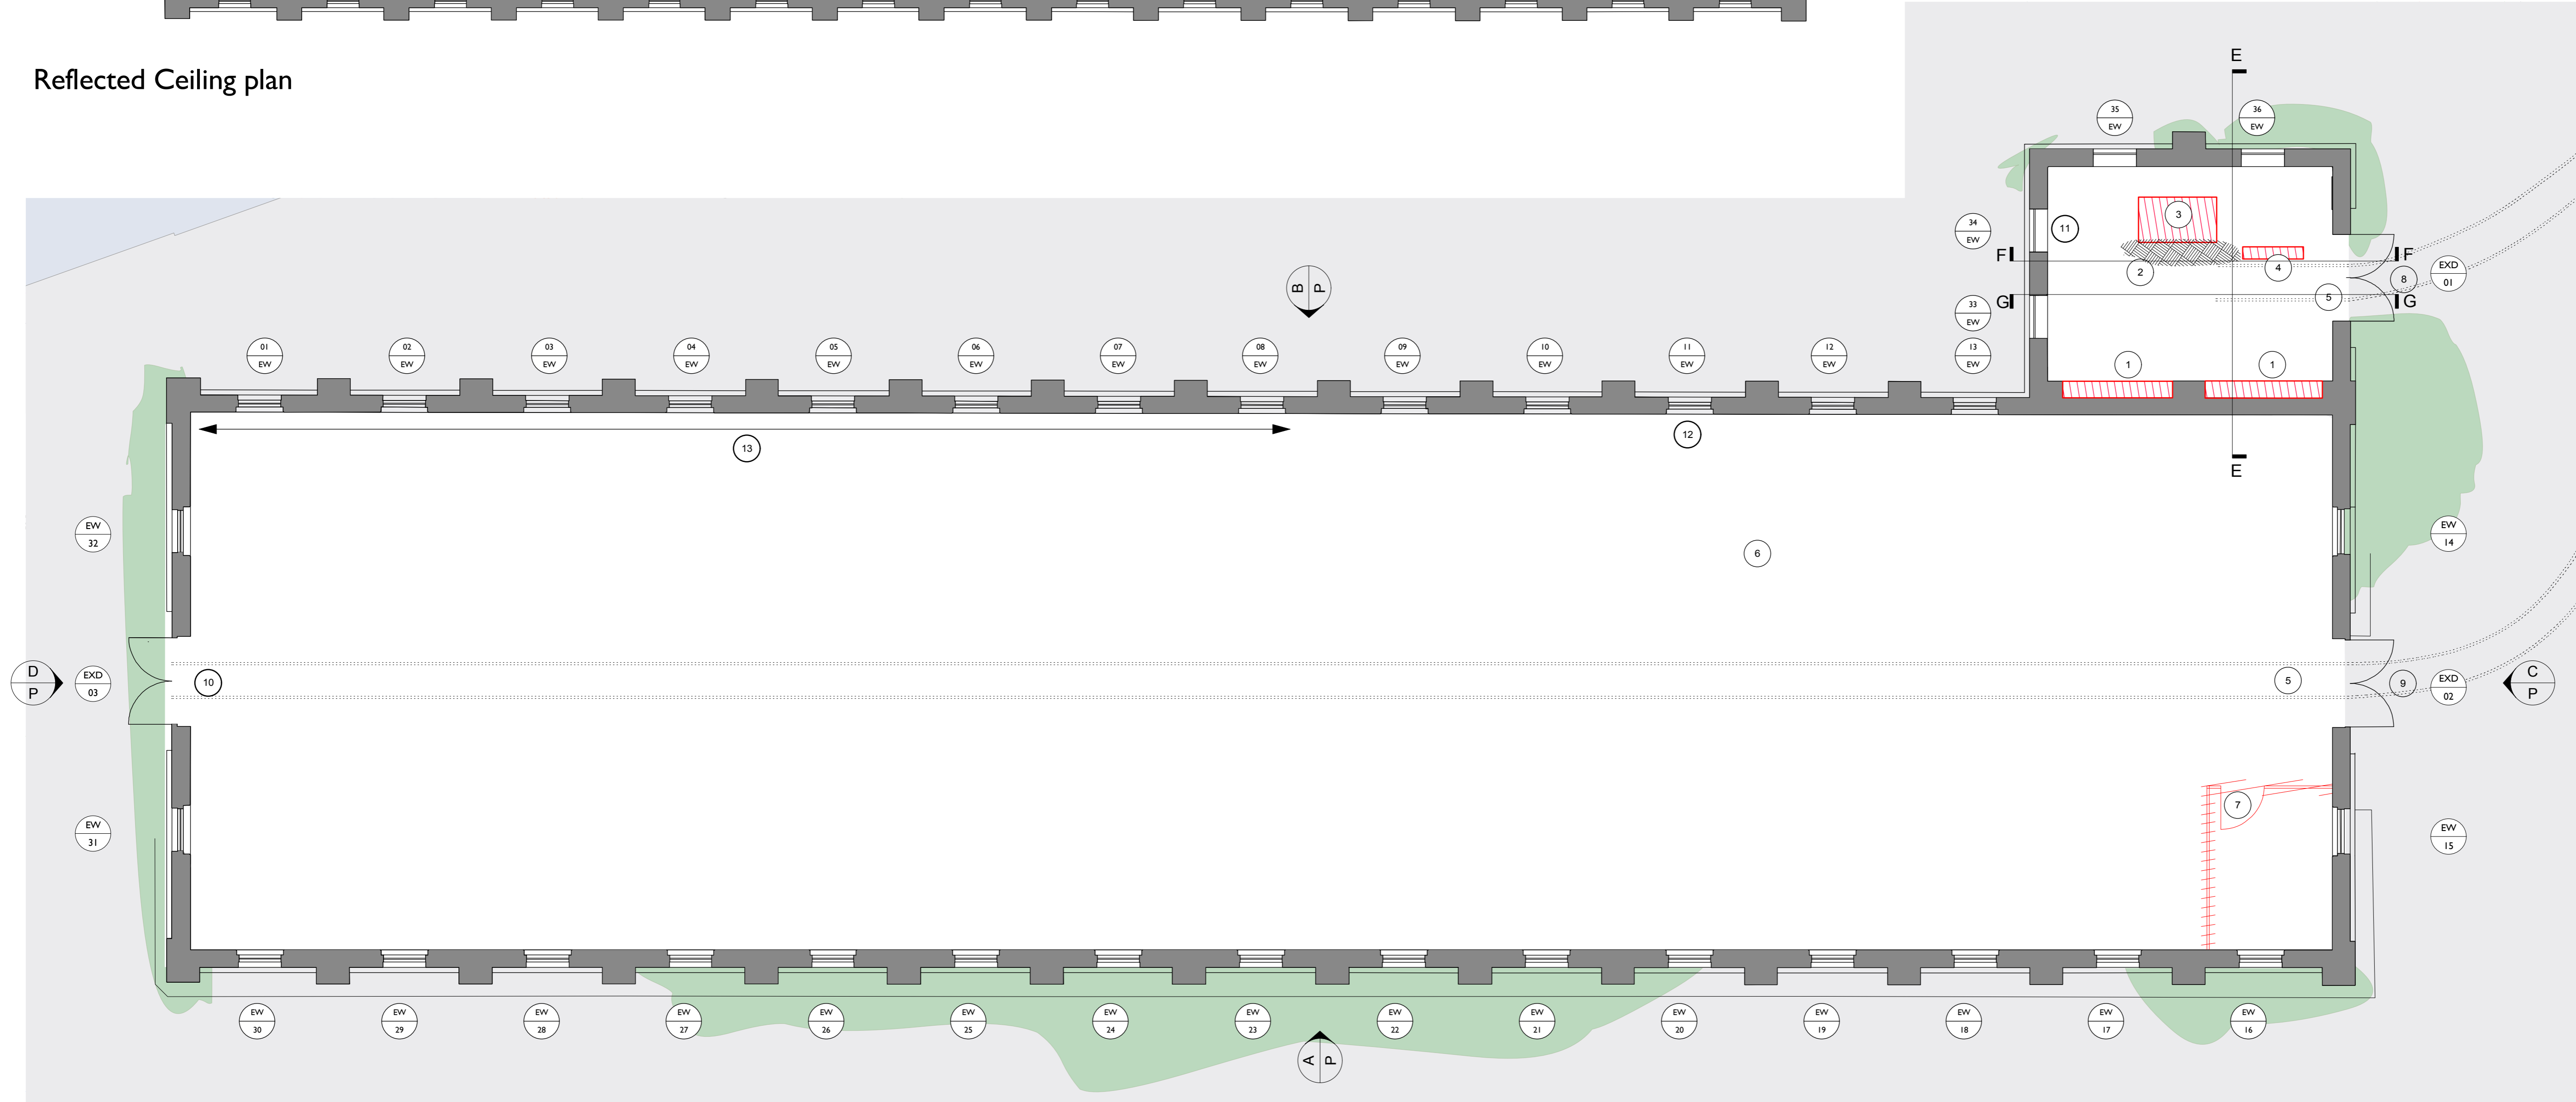 Reflected Ceiling plan
E
35
EW
36
EW
34
EW
11
3
F
F
2
4
8
EXD
01
5
G
G
33
EW
B
P
01
EW
02
EW
03
EW
04
EW
05
EW
06
EW
07
EW
08
EW
09
EW
10
EW
11
EW
12
EW
13
EW
1
1
13
12
E
EW
32
6
EW
14
D
P
EXD
03
10
5
9
EXD
02
C
P
7
EW
31
EW
15
EW
30
EW
29
EW
28
EW
27
EW
26
EW
25
EW
24
EW
23
EW
22
EW
21
EW
20
EW
19
EW
18
EW
17
EW
16
A
P